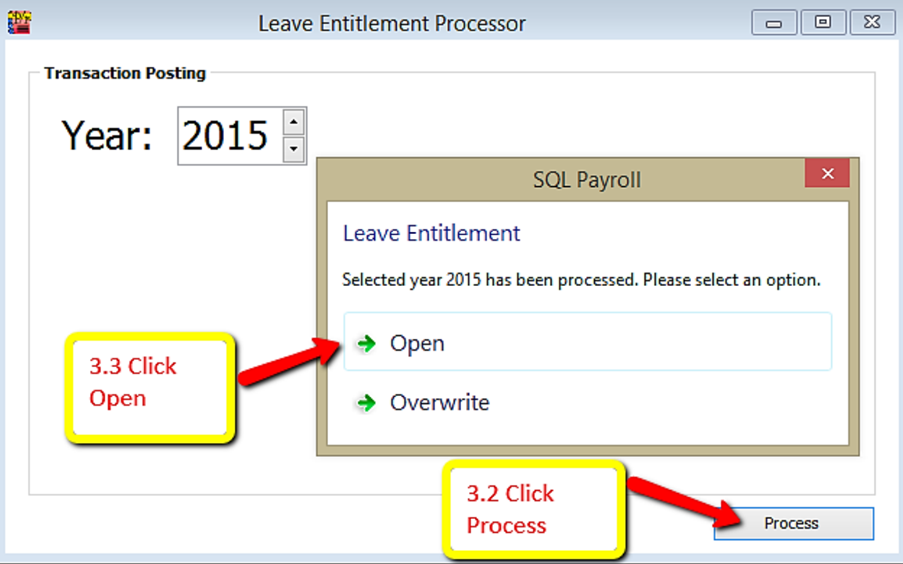 Leave Entitlement Processor
Transaction Posting
Year: 2015
SQL Payroll
Leave Entitlement
Selected year 2015 has been processed. Please select an option.
Open
Overwrite
3.3 Click
Open
3.2 Click
Process
Process